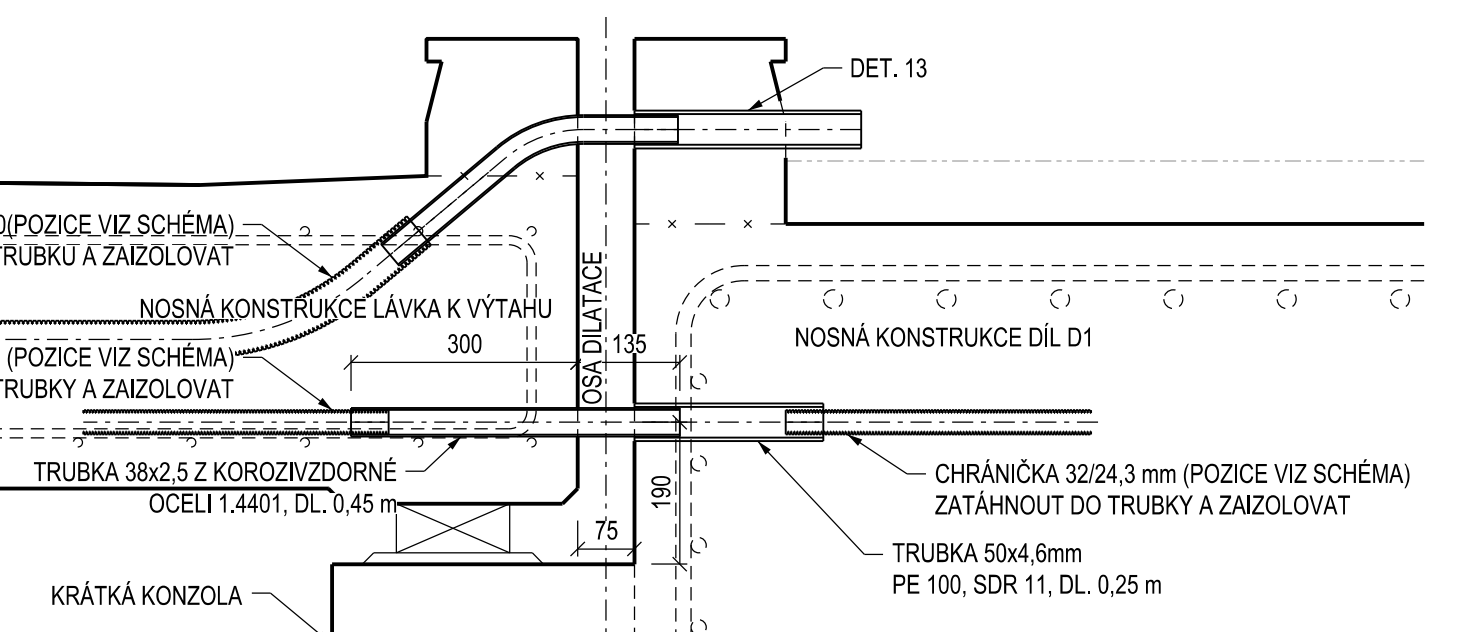 DET. 13
0(POZICE VIZ SCHÉMA)
TRUBKU A ZAIZOLOVAT
NOSNÁ KONSTRUKCE LÁVKA K VÝTAHU
OSA DILATACE
NOSNÁ KONSTRUKCE DÍL D1
(POZICE VIZ SCHÉMA)
TRUBKY A ZAIZOLOVAT
300
135
TRUBKA 38x2,5 Z KOROZIVZDORNÉ
OCELI 1.4401, DL. 0,45 m
CHRÁNIČKA 32/24,3 mm (POZICE VIZ SCHÉMA)
ZATÁHNOUT DO TRUBKY A ZAIZOLOVAT
190
75
TRUBKA 50x4,6mm
PE 100, SDR 11, DL. 0,25 m
KRÁTKÁ KONZOLA